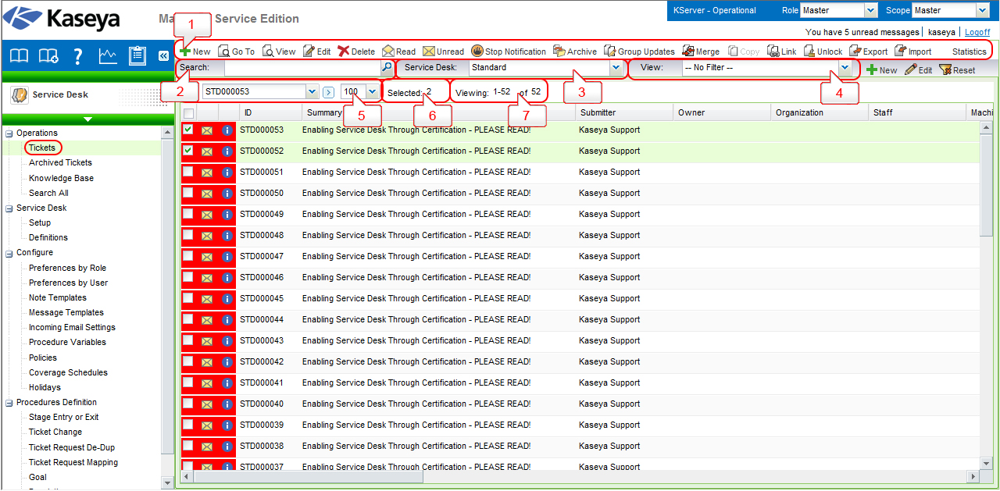 Kaseya
Ma Service Edition
KServer - Operational Role Master Scope Master
You have 5 unread messages kaseya Logoff
1
New Go To View Edit Delete Read Unread Stop Notification Archive Group Updates Merge Copy Link Unlock Export Import Statistics
Search: Service Desk: Standard View: -- No Filter -- New Edit Reset
2 3 4
STD000053 100 Selected: 2 Viewing: 1-52 of 52
5 6 7
Service Desk
Operations
Tickets
Archived Tickets
Knowledge Base
Search All
Service Desk
Setup
Definitions
Configure
Preferences by Role
Preferences by User
Note Templates
Message Templates
Incoming Email Settings
Procedure Variables
Policies
Coverage Schedules
Holidays
Procedures Definition
Stage Entry or Exit
Ticket Change
Ticket Request De-Dup
Ticket Request Mapping
Goal
ID Summary Submitter Owner Organization Staff Machi
STD000053 Enabling Service Desk Through Certification - PLEASE READ! Kaseya Support
STD000052 Enabling Service Desk Through Certification - PLEASE READ! Kaseya Support
STD000051 Enabling Service Desk Through Certification - PLEASE READ! Kaseya Support
STD000050 Enabling Service Desk Through Certification - PLEASE READ! Kaseya Support
STD000049 Enabling Service Desk Through Certification - PLEASE READ! Kaseya Support
STD000048 Enabling Service Desk Through Certification - PLEASE READ! Kaseya Support
STD000047 Enabling Service Desk Through Certification - PLEASE READ! Kaseya Support
STD000046 Enabling Service Desk Through Certification - PLEASE READ! Kaseya Support
STD000045 Enabling Service Desk Through Certification - PLEASE READ! Kaseya Support
STD000044 Enabling Service Desk Through Certification - PLEASE READ! Kaseya Support
STD000043 Enabling Service Desk Through Certification - PLEASE READ! Kaseya Support
STD000042 Enabling Service Desk Through Certification - PLEASE READ! Kaseya Support
STD000041 Enabling Service Desk Through Certification - PLEASE READ! Kaseya Support
STD000040 Enabling Service Desk Through Certification - PLEASE READ! Kaseya Support
STD000039 Enabling Service Desk Through Certification - PLEASE READ! Kaseya Support
STD000038 Enabling Service Desk Through Certification - PLEASE READ! Kaseya Support
STD000037 Enabling Service Desk Through Certification - PLEASE READ! Kaseya Support